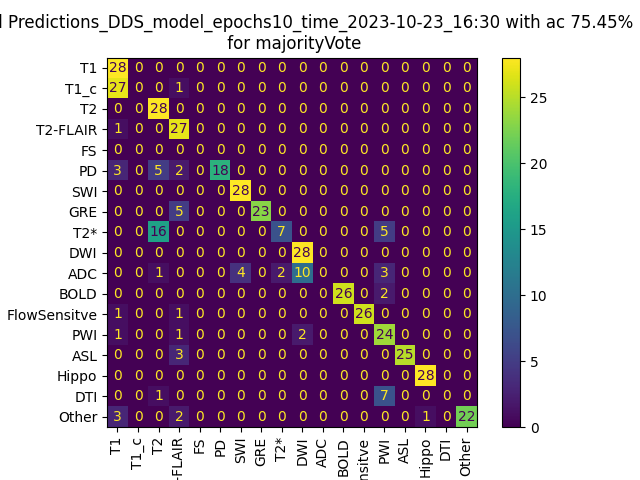 Predictions_DDS_model_epochs10_time_2023-10-23_16:30 with ac 75.45%
for majorityVote
T1 28 0 0 0 0 0 0 0 0 0 0 0 0 0 0 0 0 0
T1_c 27 0 0 1 0 0 0 0 0 0 0 0 0 0 0 0 0 0
T2 0 0 28 0 0 0 0 0 0 0 0 0 0 0 0 0 0 0
T2-FLAIR 1 0 0 27 0 0 0 0 0 0 0 0 0 0 0 0 0 0
FS 0 0 0 0 0 0 0 0 0 0 0 0 0 0 0 0 0 0
PD 3 0 5 2 0 18 0 0 0 0 0 0 0 0 0 0 0 0
SWI 0 0 0 0 0 0 28 0 0 0 0 0 0 0 0 0 0 0
GRE 0 0 0 5 0 0 0 23 0 0 0 0 0 0 0 0 0 0
T2* 0 0 16 0 0 0 0 0 7 0 0 0 0 5 0 0 0 0
DWI 0 0 0 0 0 0 0 0 0 28 0 0 0 0 0 0 0 0
ADC 0 0 1 0 0 0 4 0 2 10 0 0 0 3 0 0 0 0
BOLD 0 0 0 0 0 0 0 0 0 0 0 26 0 2 0 0 0 0
FlowSensitve 1 0 0 1 0 0 0 0 0 0 0 0 26 0 0 0 0 0
PWI 1 0 0 1 0 0 0 0 0 2 0 0 0 24 0 0 0 0
ASL 0 0 0 3 0 0 0 0 0 0 0 0 0 0 25 0 0 0
Hippo 0 0 0 0 0 0 0 0 0 0 0 0 0 0 0 28 0 0
DTI 0 0 1 0 0 0 0 0 0 0 0 0 0 7 0 0 0 0
Other 3 0 0 2 0 0 0 0 0 0 0 0 0 0 0 1 0 22
T1 T1_c T2 -FLAIR FS PD SWI GRE T2* DWI ADC BOLD nsitve PWI ASL Hippo DTI Other
25
20
15
10
5
0